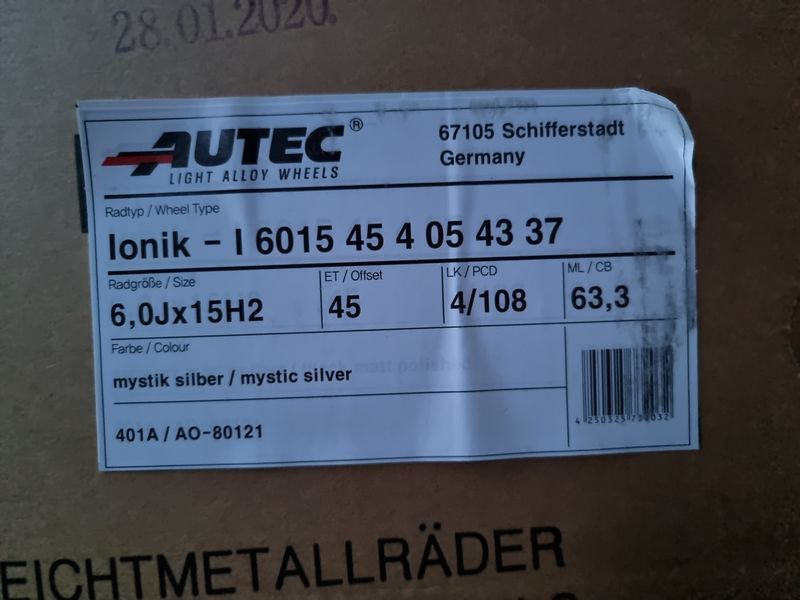 28.01.2020.
AUTEC®
LIGHT ALLOY WHEELS
67105 Schifferstadt
Germany
Radtyp / Wheel Type
Ionik - I 6015 45 4 05 43 37
Radgröße / Size
6,0Jx15H2
ET / Offset
45
LK / PCD
4/108
ML / CB
63,3
Farbe / Colour
mystik silber / mystic silver
401A / AO-80121
EICHTMETALLRÄDER